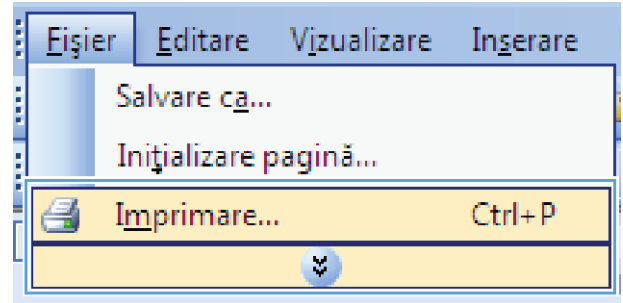 Fişier Editare Vizualizare Inserare
Salvare ca...
Iniţializare pagină...
Imprimare... Ctrl+P